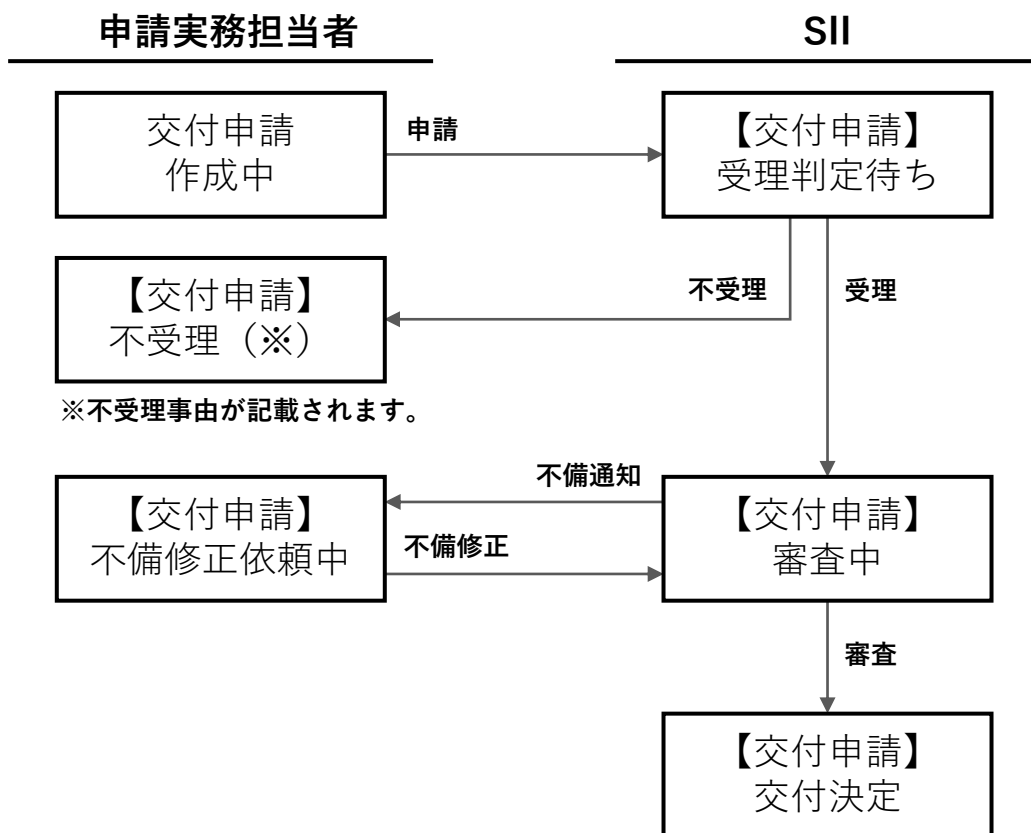 申請実務担当者
SII
交付申請
作成中
申請
【交付申請】
受理判定待ち
【交付申請】
不受理（※）
不受理
受理
※不受理事由が記載されます。
【交付申請】
不備修正依頼中
不備通知
不備修正
【交付申請】
審査中
審査
【交付申請】
交付決定